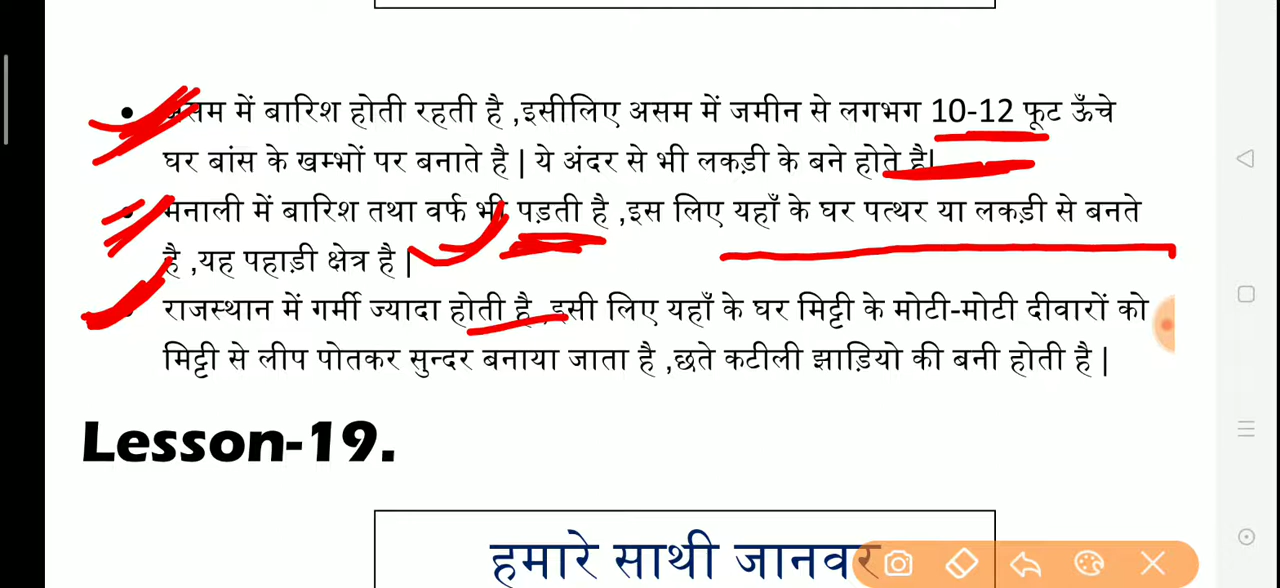 असम में बारिश होती रहती है ,इसीलिए असम में जमीन से लगभग 10-12 फूट ऊँचे
घर बांस के खम्भों पर बनाते है | ये अंदर से भी लकड़ी के बने होते है|
मनाली में बारिश तथा वर्फ भी पड़ती है ,इस लिए यहाँ के घर पत्थर या लकड़ी से बनते
है ,यह पहाड़ी क्षेत्र है |
राजस्थान में गर्मी ज्यादा होती है ,इसी लिए यहाँ के घर मिट्टी के मोटी-मोटी दीवारों को
मिट्टी से लीप पोतकर सुन्दर बनाया जाता है ,छते कटीली झाड़ियो की बनी होती है |
Lesson-19.
हमारे साथी जानवर